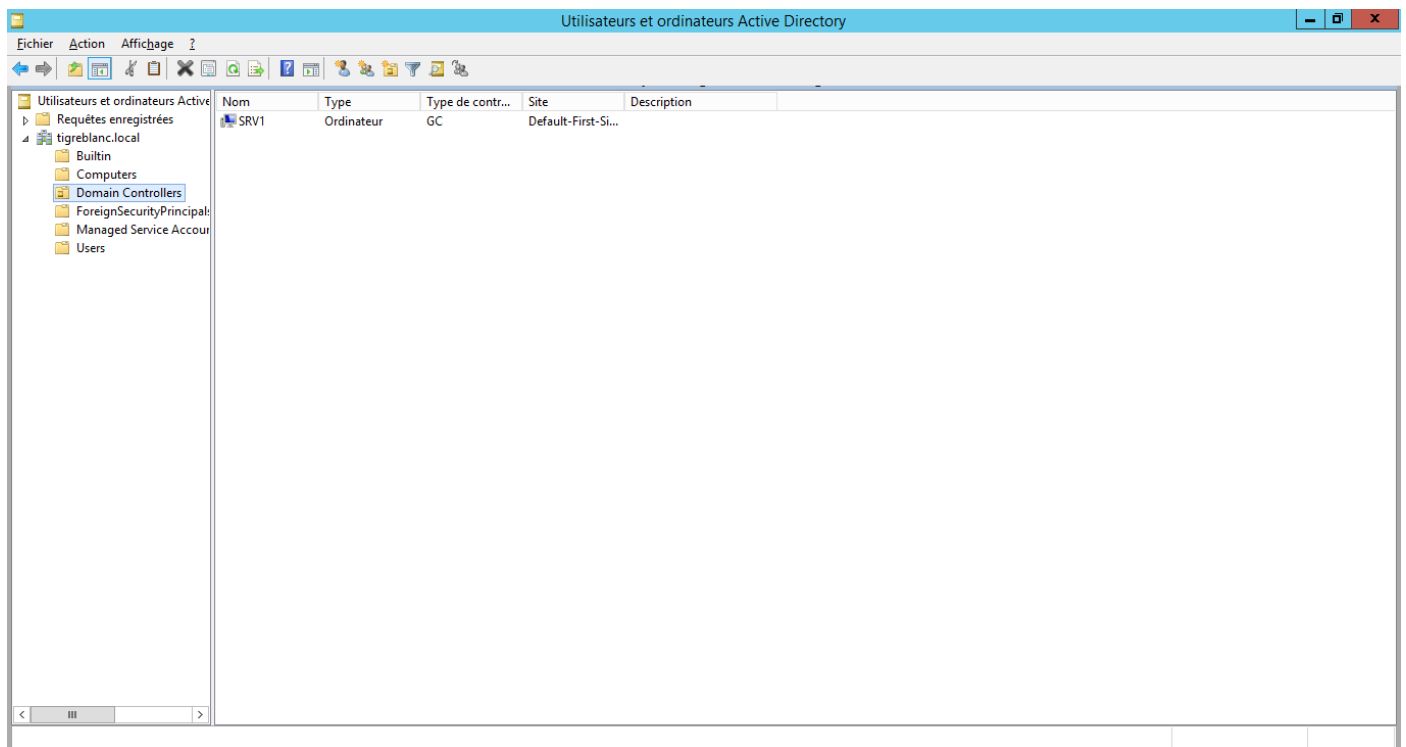 Utilisateurs et ordinateurs Active Directory
Fichier Action Affichage ?
Utilisateurs et ordinateurs Active
Requêtes enregistrées
tigreblanc.local
Builtin
Computers
Domain Controllers
ForeignSecurityPrincipals
Managed Service Accour
Users
Nom Type Type de contr... Site Description
SRV1 Ordinateur GC Default-First-Si...